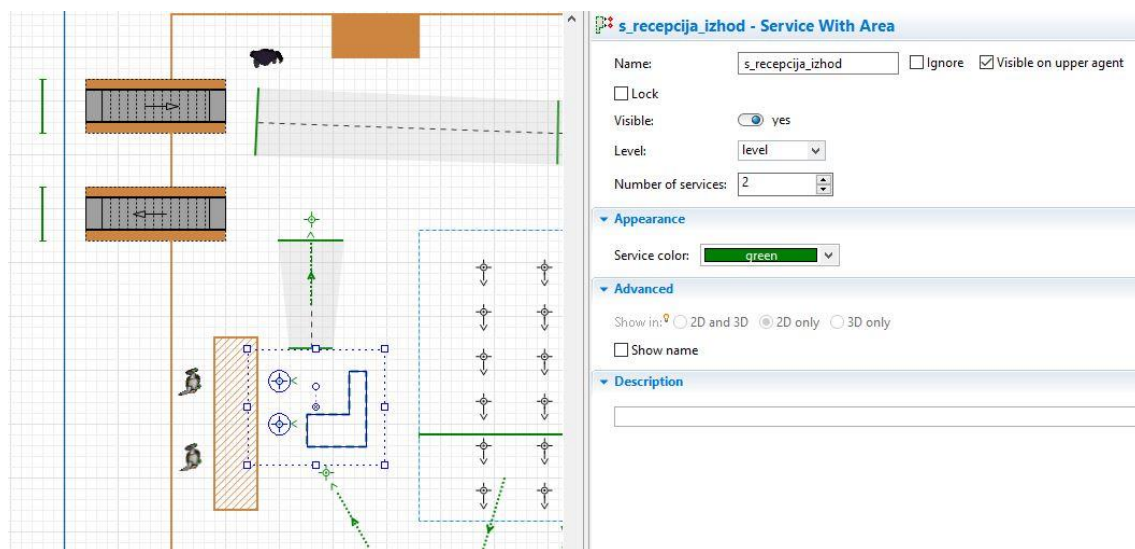 s_recepcija_izhod - Service With Area
Name: s_recepcija_izhod Ignore Visible on upper agent
Lock
Visible: yes
Level: level
Number of services: 2
Appearance
Service color: green
Advanced
Show in: 2D and 3D 2D only 3D only
Show name
Description